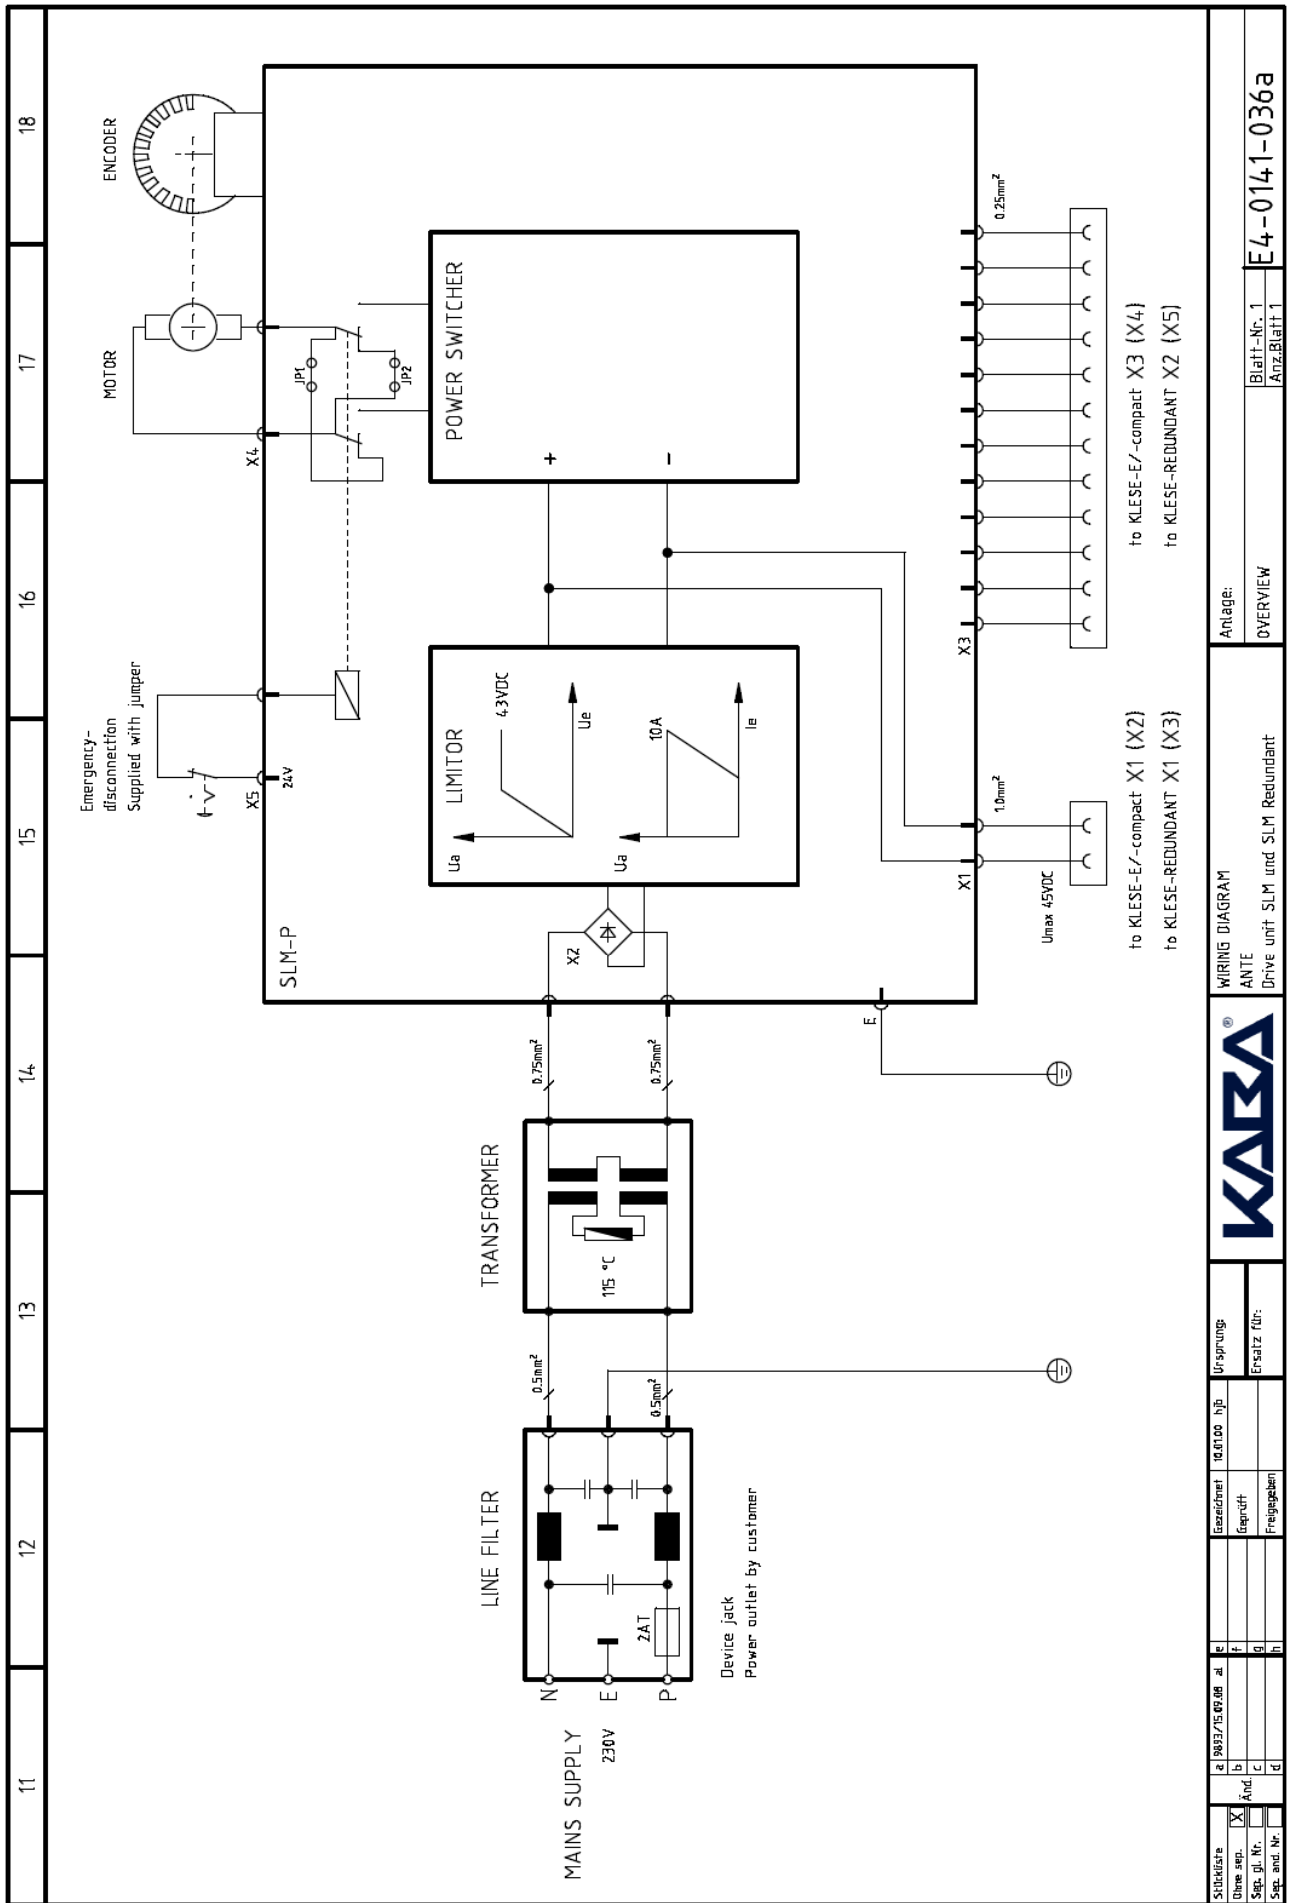 11
12
13
14
15
16
17
18
MAINS SUPPLY
230V
N
E
P
LINE FILTER
2AT
Device jack
Power outlet by customer
0.5mm²
0.5mm²
TRANSFORMER
115 °C
0.75mm²
0.75mm²
E
SLM-P
X2
LIMITOR
Ua
43VDC
Ue
Ua
10A
Ie
Emergency-
disconnection
Supplied with jumper
X5
24V
MOTOR
ENCODER
X4
JP1
JP2
POWER SWITCHER
+
−
X1
1.0mm²
Umax 45VDC
to KLESE-E/-compact X1 (X2)
to KLESE-REDUNDANT X1 (X3)
X3
0.25mm²
to KLESE-E/-compact X3 (X4)
to KLESE-REDUNDANT X2 (X5)
Stückliste
Ohne sep. X
Sep. gl. Nr.
Sep. and. Nr.
Änd.
a 9893/15.09.08 al
b
c
d
e
f
g
h
Gezeichnet 10.01.00 hjb
Geprüft
Freigegeben
Ursprung:
Ersatz für:
KABA®
WIRING DIAGRAM
ANTE
Drive unit SLM und SLM Redundant
Anlage:
OVERVIEW
Blatt-Nr. 1
Anz.Blatt 1
E4-0141-036a